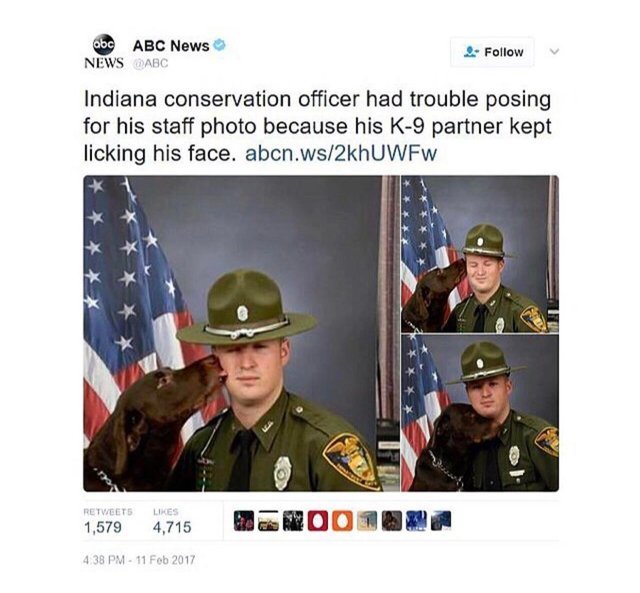 abc ABC News
NEWS @ABC
Follow
Indiana conservation officer had trouble posing
for his staff photo because his K-9 partner kept
licking his face. abcn.ws/2khUWFw
RETWEETS LIKES
1,579 4,715
4:38 PM - 11 Feb 2017